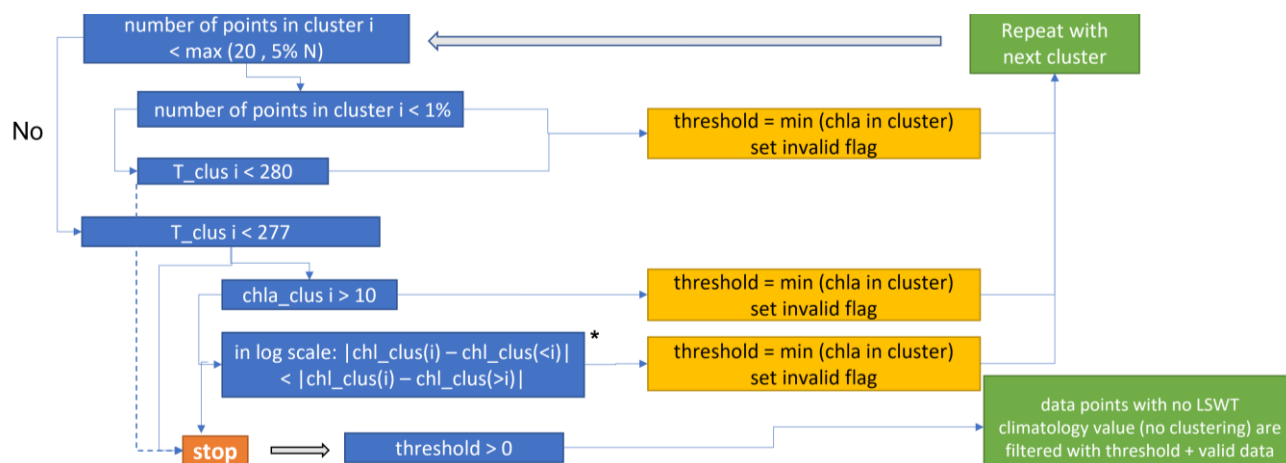 number of points in cluster i
< max (20 , 5% N)
Repeat with
next cluster
number of points in cluster i < 1%
threshold = min (chla in cluster)
set invalid flag
No
T_clus i < 280
T_clus i < 277
chla_clus i > 10
threshold = min (chla in cluster)
set invalid flag
in log scale: |chl_clus(i) – chl_clus(<i)|
< |chl_clus(i) – chl_clus(>i)|
*
threshold = min (chla in cluster)
set invalid flag
stop
threshold > 0
data points with no LSWT
climatology value (no clustering) are
filtered with threshold + valid data